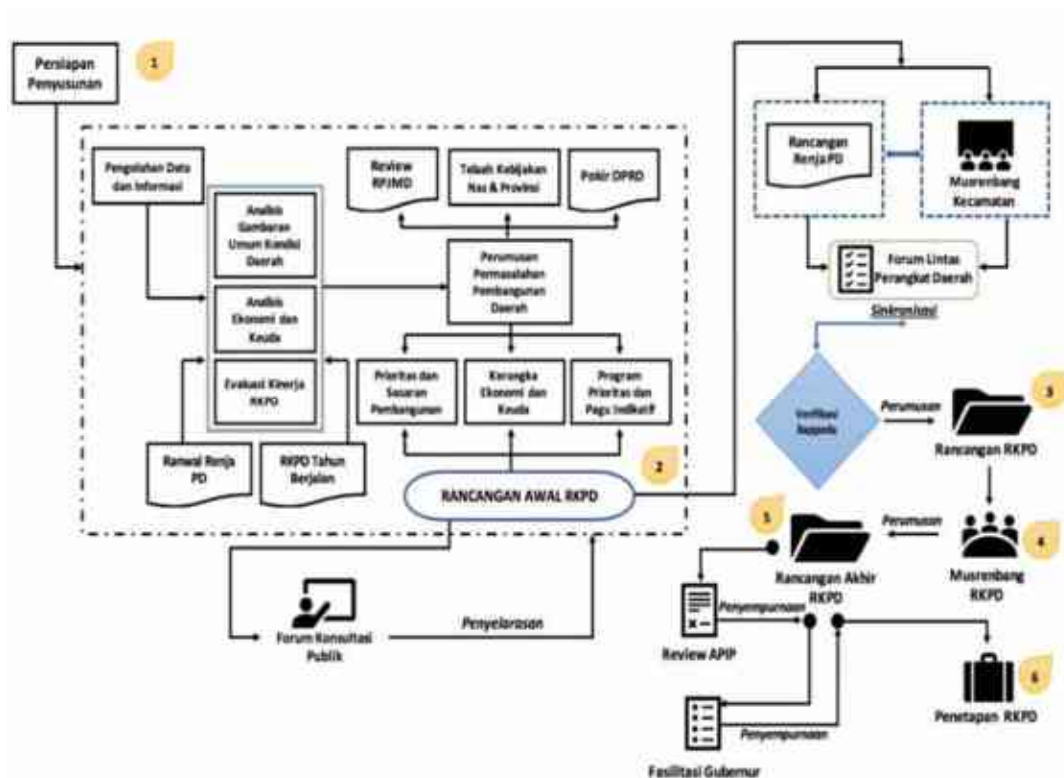 1
Persiapan
Penyusunan
Pengolahan Data
dan Informasi
Analisis
Gambaran
Umum Kondisi
Daerah
Analisis
Ekonomi dan
Keuda
Evaluasi Kinerja
RKPD
Ranwal Renja
PD
RKPD Tahun
Berjalan
Review
RPJMD
Telaah Kebijakan
Nas & Provinsi
Pokir DPRD
Perumusan
Permasalahan
Pembangunan
Daerah
Prioritas dan
Sasaran
Pembangunan
Kerangka
Ekonomi dan
Keuda
Program
Prioritas dan
Pagu Indikatif
2
RANCANGAN AWAL RKPD
Forum Konsultasi
Publik
Penyelarasan
Rancangan
Renja PD
Musrenbang
Kecamatan
Forum Lintas
Perangkat Daerah
Sinkronisasi
Verifikasi
Bappeda
Perumusan
3
Rancangan RKPD
4
Musrenbang
RKPD
Perumusan
5
Rancangan Akhir
RKPD
Review APIP
Penyempurnaan
Fasilitasi Gubernur
Penyempurnaan
6
Penetapan RKPD